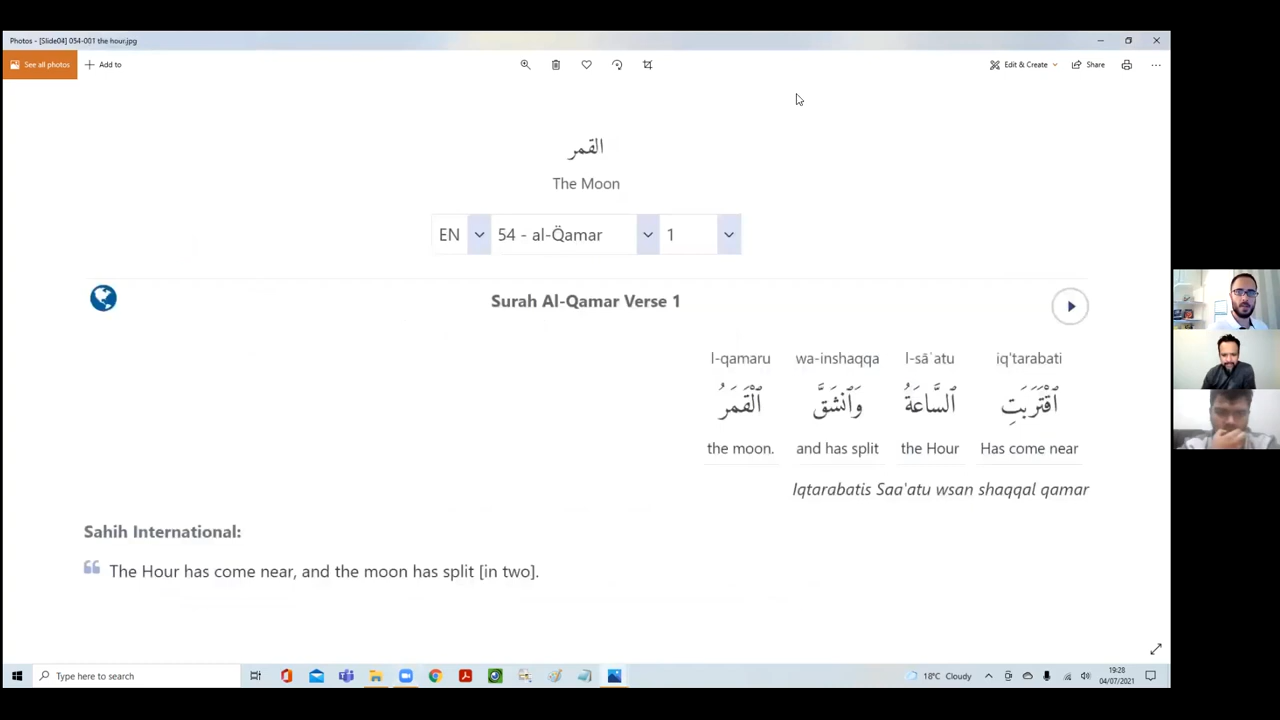 Photos - [Slide04] 054-001 the hour.jpg
See all photos
Add to
Edit & Create
Share
القمر
The Moon
EN
54 - al-Qamar
1
Surah Al-Qamar Verse 1
l-qamaru wa-inshaqqa l-sāʿatu iq'tarabati
ٱقْتَرَبَتِ ٱلسَّاعَةُ وَٱنشَقَّ ٱلْقَمَرُ
the moon. and has split the Hour Has come near
Iqtarabatis Saa'atu wsan shaqqal qamar
Sahih International:
The Hour has come near, and the moon has split [in two].
Type here to search
18°C Cloudy
19:28
04/07/2021